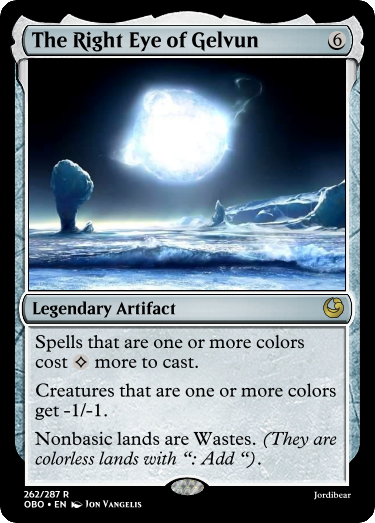 The Right Eye of Gelvun
6
Legendary Artifact
Spells that are one or more colors
cost ◇ more to cast.
Creatures that are one or more colors
get -1/-1.
Nonbasic lands are Wastes. (They are
colorless lands with “: Add “).
262/287 R
OBO • EN Jon Vangelis
Jordibear